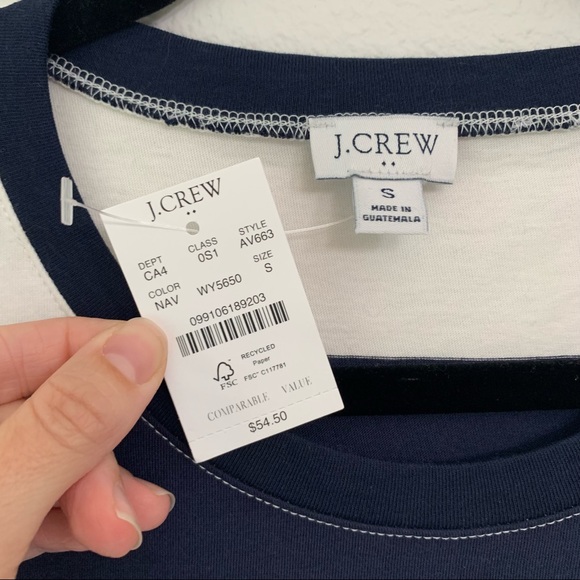 J.CREW
S
MADE IN
GUATEMALA
J.CREW
DEPT CLASS STYLE
CA4 0S1 AV663
COLOR SIZE
NAV WY5650 S
099106189203
RECYCLED
Paper
FSC FSC® C117781
COMPARABLE VALUE
$54.50